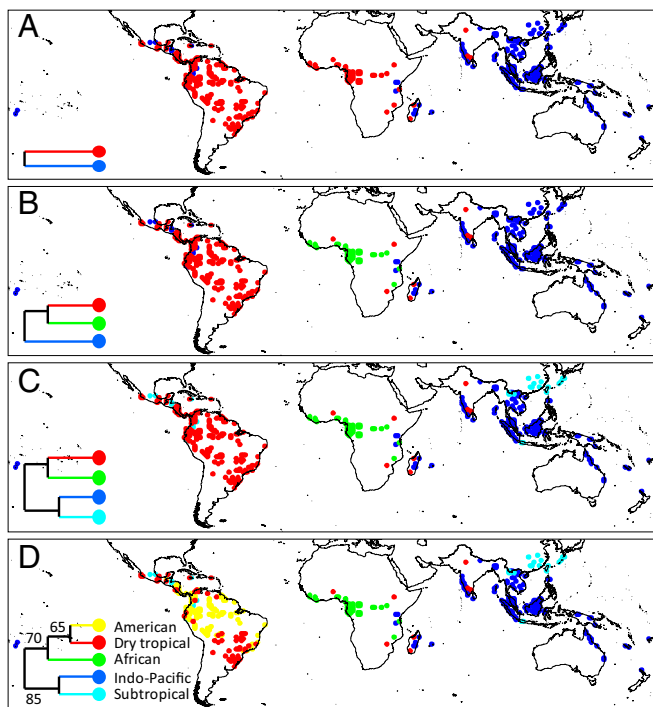 A
B
C
D
65
American
70
Dry tropical
African
Indo-Pacific
85
Subtropical